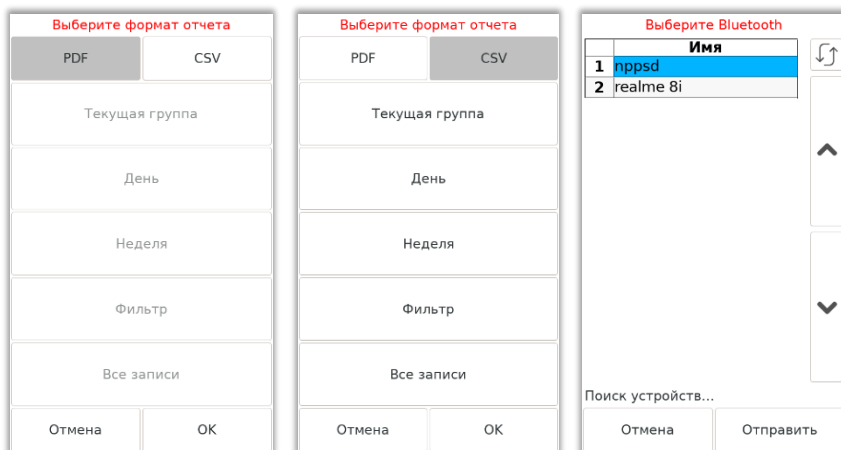 Выберите формат отчета
PDF CSV
Текущая группа
День
Неделя
Фильтр
Все записи
Отмена OK
Выберите формат отчета
PDF CSV
Текущая группа
День
Неделя
Фильтр
Все записи
Отмена OK
Выберите Bluetooth
Имя
1 nppsd
2 realme 8i
Поиск устройств...
Отмена Отправить